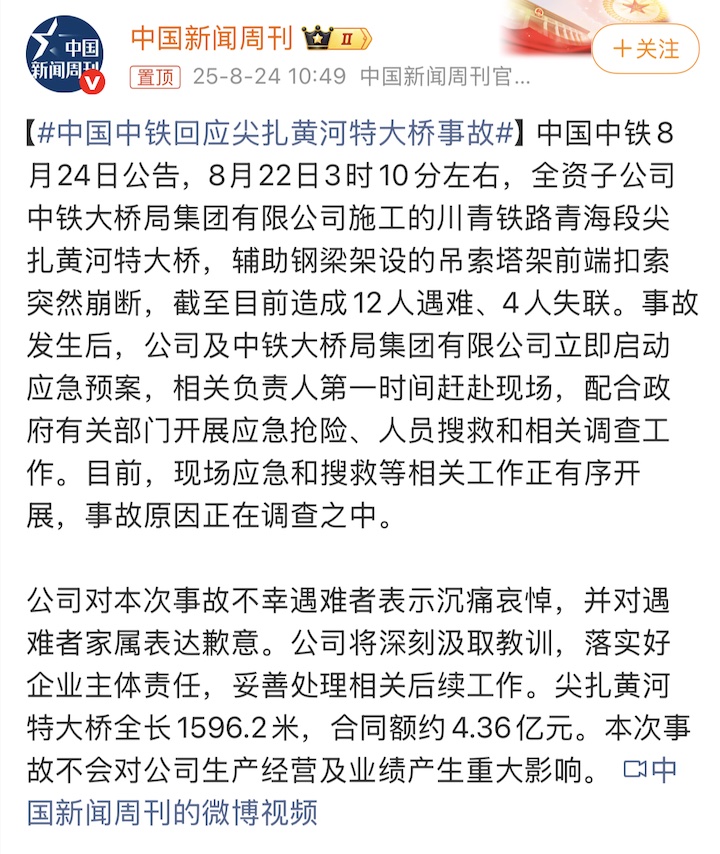 中国新闻周刊 II
+关注
中国
新闻周刊
V
置顶 25-8-24 10:49 中国新闻周刊官...
【#中国中铁回应尖扎黄河特大桥事故#】中国中铁8
月24日公告，8月22日3时10分左右，全资子公司
中铁大桥局集团有限公司施工的川青铁路青海段尖
扎黄河特大桥，辅助钢梁架设的吊索塔架前端扣索
突然崩断，截至目前造成12人遇难、4人失联。事故
发生后，公司及中铁大桥局集团有限公司立即启动
应急预案，相关负责人第一时间赶赴现场，配合政
府有关部门开展应急抢险、人员搜救和相关调查工
作。目前，现场应急和搜救等相关工作正有序开
展，事故原因正在调查之中。
公司对本次事故不幸遇难者表示沉痛哀悼，并对遇
难者家属表达歉意。公司将深刻汲取教训，落实好
企业主体责任，妥善处理相关后续工作。尖扎黄河
特大桥全长1596.2米，合同额约4.36亿元。本次事
故不会对公司生产经营及业绩产生重大影响。 中
国新闻周刊的微博视频